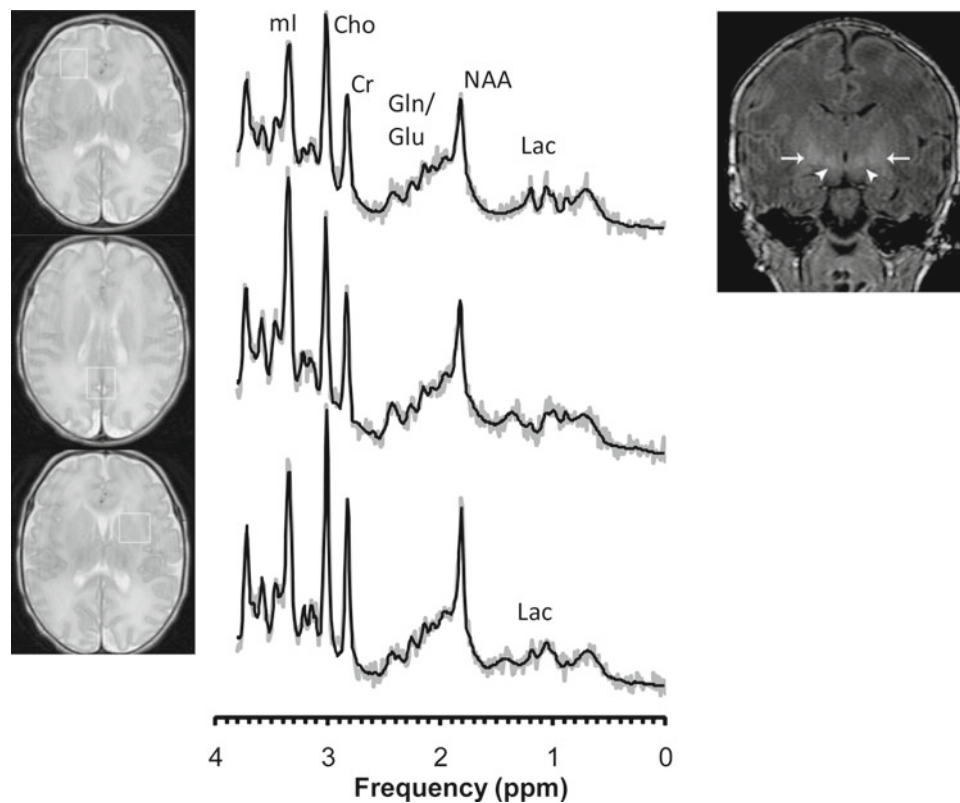 mI
Cho
Cr
Gln/
Glu
NAA
Lac
Lac
4 3 2 1 0
Frequency (ppm)